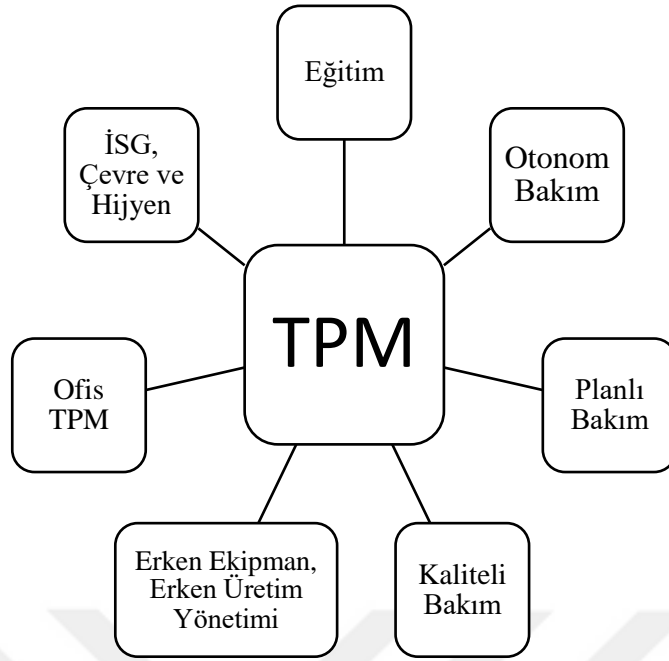 Eğitim
İSG,
Çevre ve
Hijyen
Otonom
Bakım
TPM
Ofis
TPM
Planlı
Bakım
Erken Ekipman,
Erken Üretim
Yönetimi
Kaliteli
Bakım